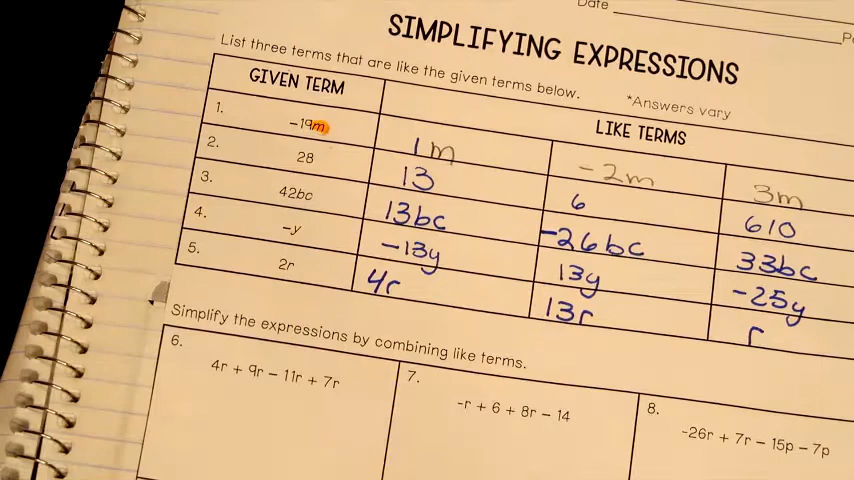 Date
SIMPLIFYING EXPRESSIONS
List three terms that are like the given terms below. *Answers vary
GIVEN TERM LIKE TERMS
1. -19m 1m -2m 3m
2. 28 13 6 610
3. 42bc 13bc -26bc 33bc
4. -y -13y 13y -25y
5. 2r 4r 13r r
Simplify the expressions by combining like terms.
6. 4r + 9r - 11r + 7r
7. -r + 6 + 8r - 14
8. -26r + 7r - 15p - 7p